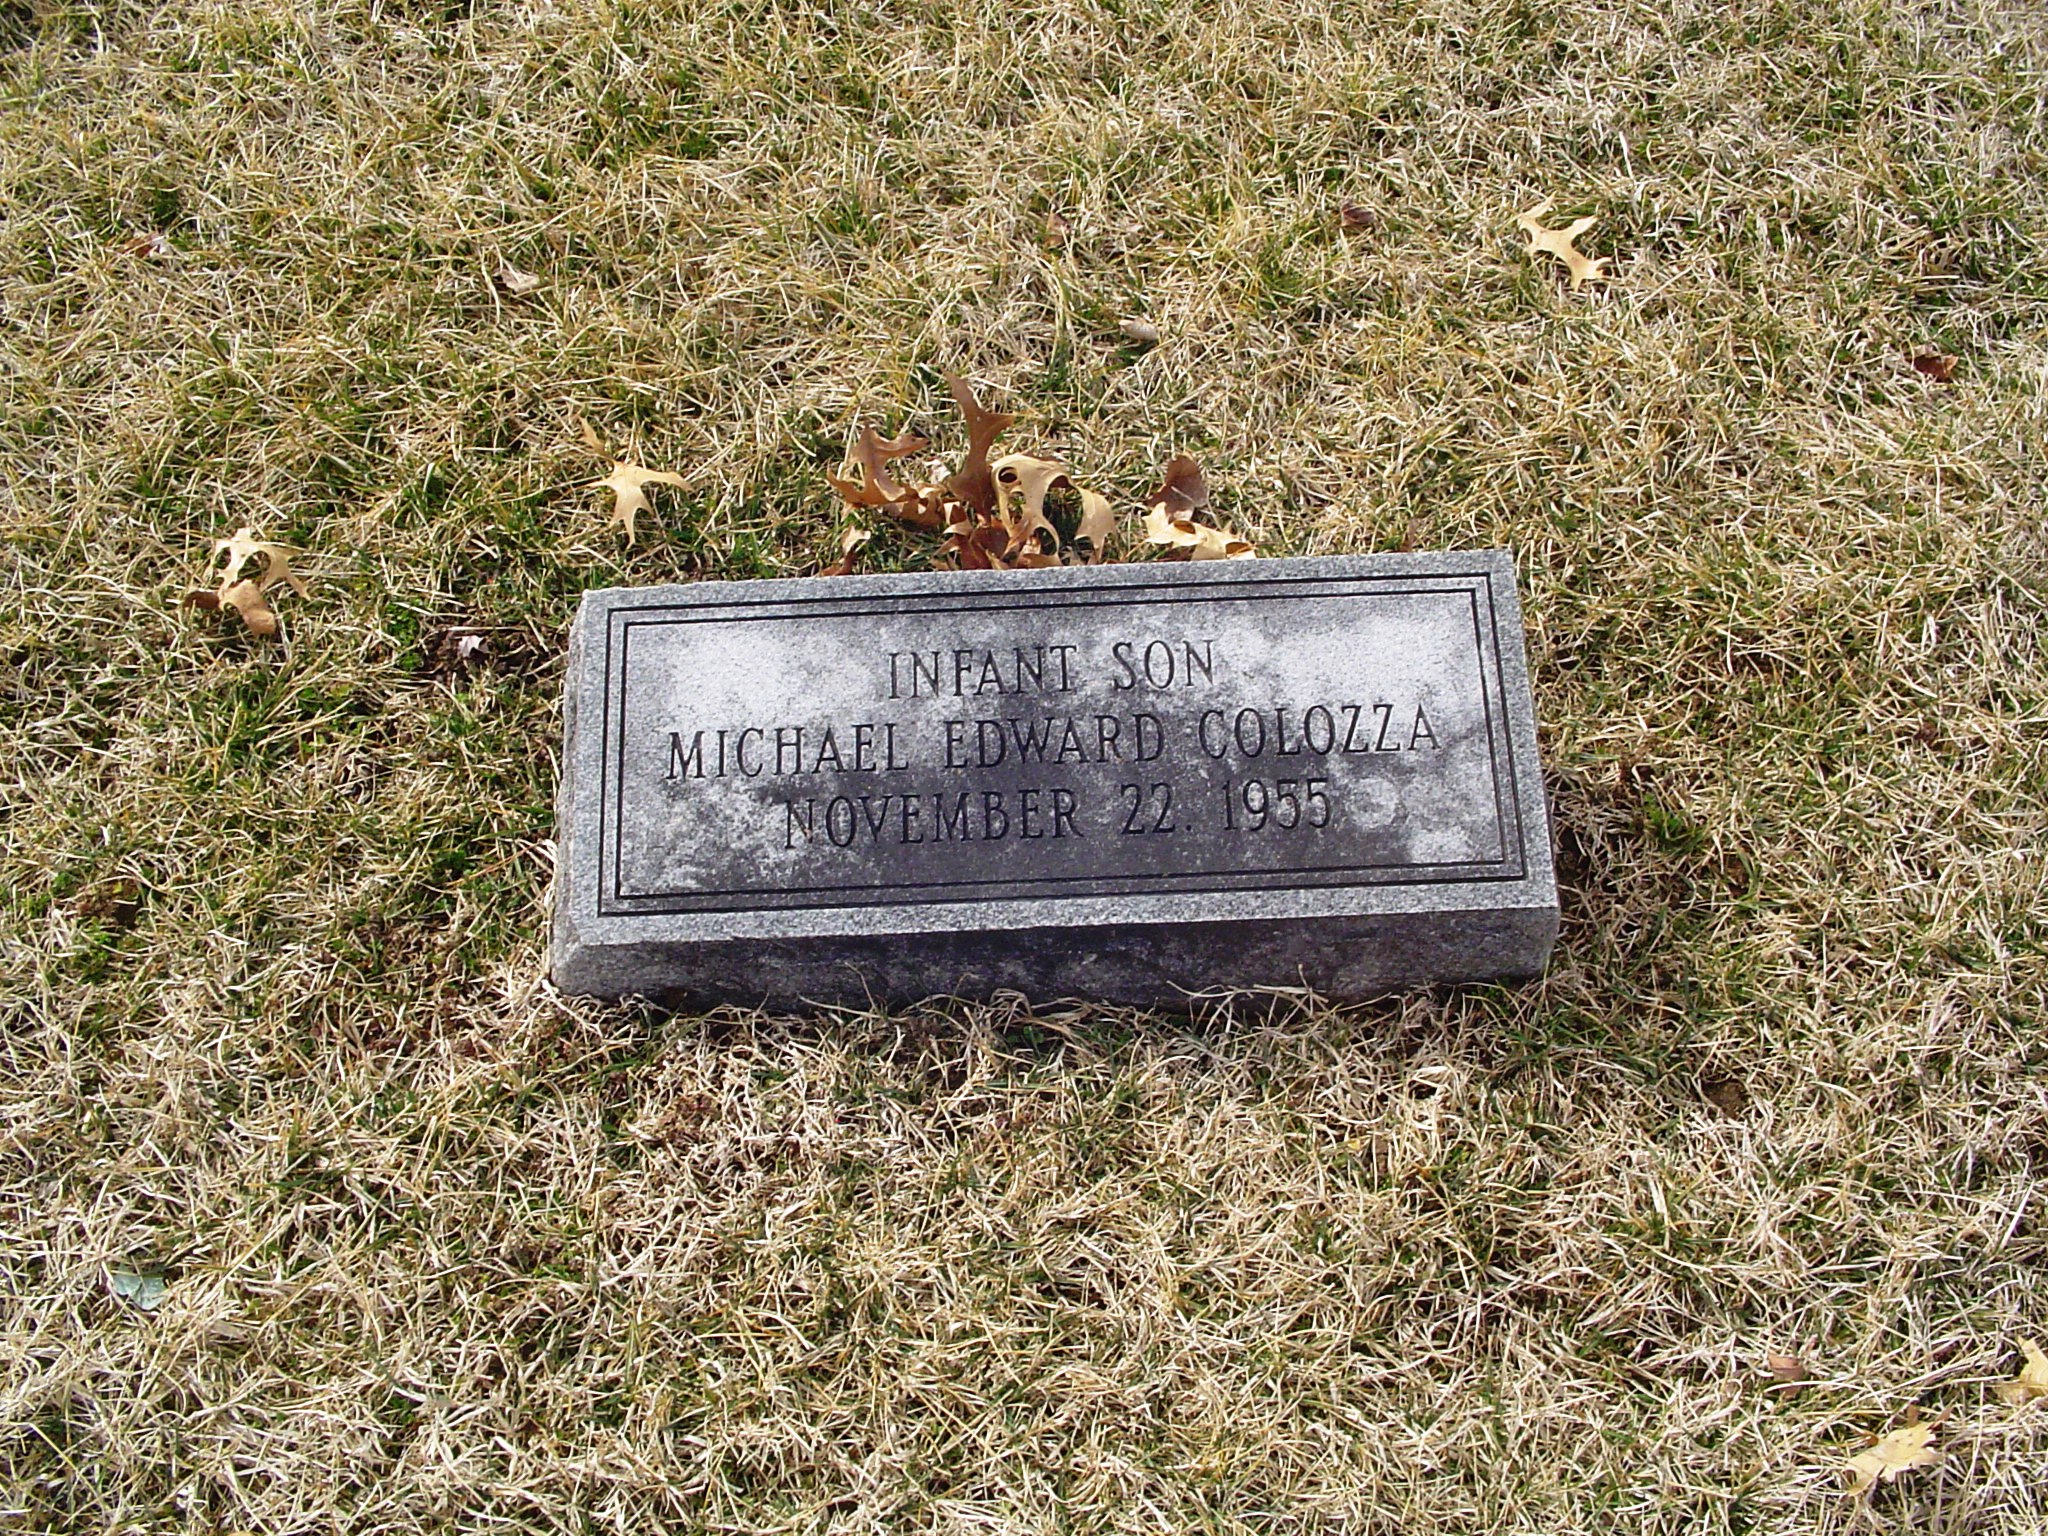 INFANT SON
MICHAEL EDWARD COLOZZA
NOVEMBER 22. 1955